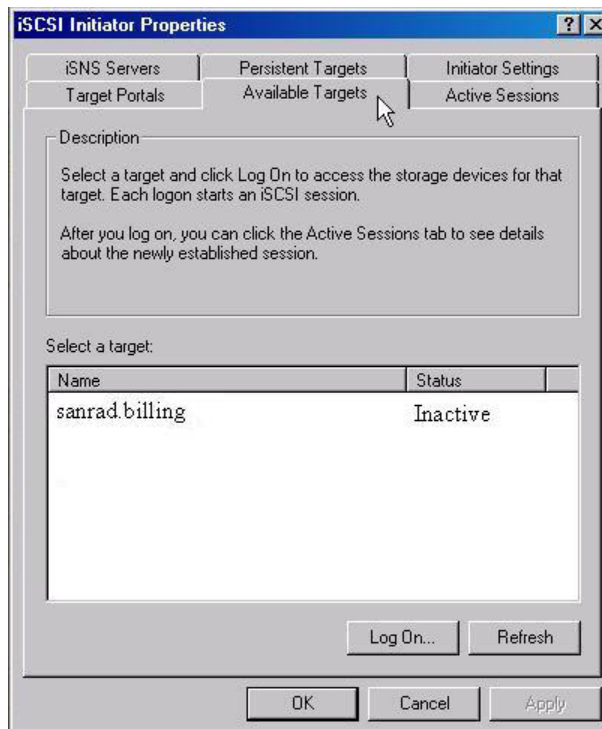 iSCSI Initiator Properties
iSNS Servers Persistent Targets Initiator Settings
Target Portals Available Targets Active Sessions
Description
Select a target and click Log On to access the storage devices for that
target. Each logon starts an iSCSI session.
After you log on, you can click the Active Sessions tab to see details
about the newly established session.
Select a target:
Name Status
sanrad.billing Inactive
Log On... Refresh
OK Cancel Apply